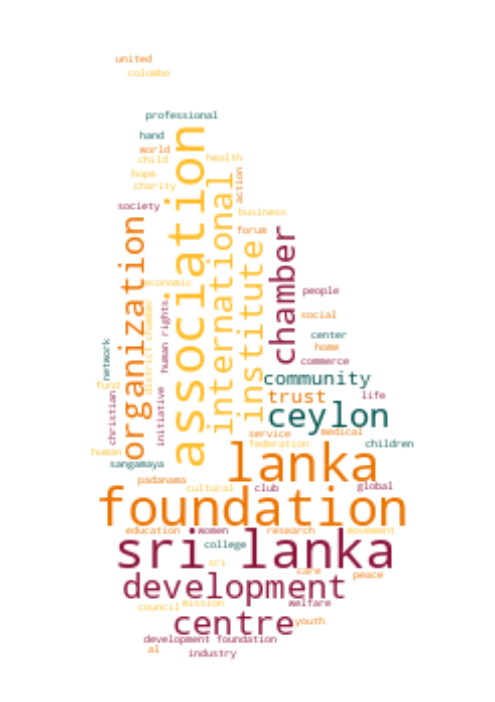 united
colombo
professional
hand
world
child
health
hope
charity
action
society
business
organization
association
international
forum
institute
chamber
economic
people
human rights
district chamber
social
network
center
home
commerce
fund
community
christian
initiative
trust
life
ceylon
service
medical
human
federation
children
sangamaya
lanka
padanama
cultural
club
global
foundation
education
women
research
movement
sri lanka
college
sri
care
peace
development
council
mission
welfare
centre
youth
development foundation
al
industry